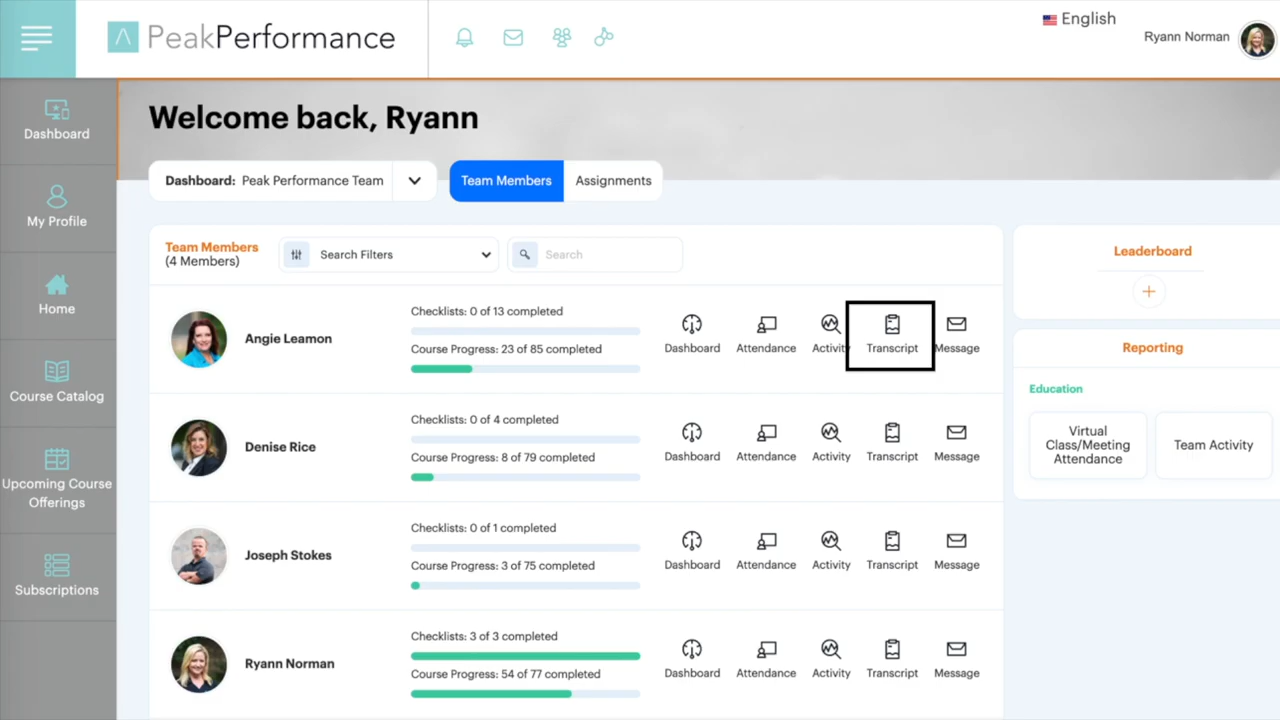 PeakPerformance
English
Ryann Norman
Dashboard
My Profile
Home
Course Catalog
Upcoming Course
Offerings
Subscriptions
Welcome back, Ryann
Dashboard: Peak Performance Team
Team Members
Assignments
Team Members
(4 Members)
Search Filters
Search
Angie Leamon
Checklists: 0 of 13 completed
Course Progress: 23 of 85 completed
Dashboard
Attendance
Activity
Transcript
Message
Denise Rice
Checklists: 0 of 4 completed
Course Progress: 8 of 79 completed
Dashboard
Attendance
Activity
Transcript
Message
Joseph Stokes
Checklists: 0 of 1 completed
Course Progress: 3 of 75 completed
Dashboard
Attendance
Activity
Transcript
Message
Ryann Norman
Checklists: 3 of 3 completed
Course Progress: 54 of 77 completed
Dashboard
Attendance
Activity
Transcript
Message
Leaderboard
+
Reporting
Education
Virtual
Class/Meeting
Attendance
Team Activity